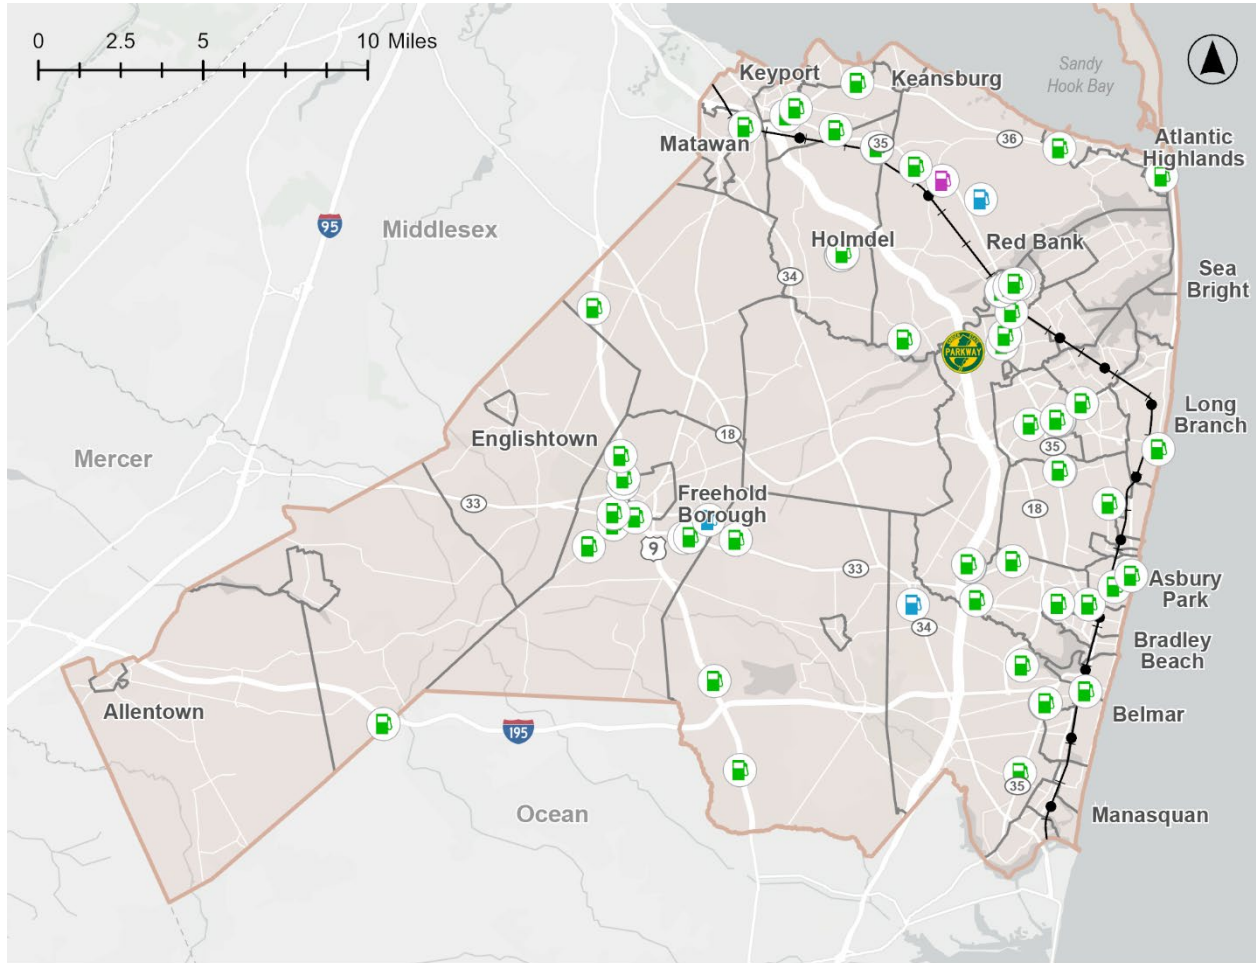 0 2.5 5 10 Miles
Keyport
Keansburg
Sandy
Hook Bay
Matawan
35
36
Atlantic
Highlands
95
Middlesex
Holmdel
Red Bank
34
Sea
Bright
PARKWAY
Englishtown
18
35
Long
Branch
Mercer
33
Freehold
Borough
18
9
33
Asbury
Park
34
Bradley
Beach
Allentown
195
Belmar
Ocean
35
Manasquan